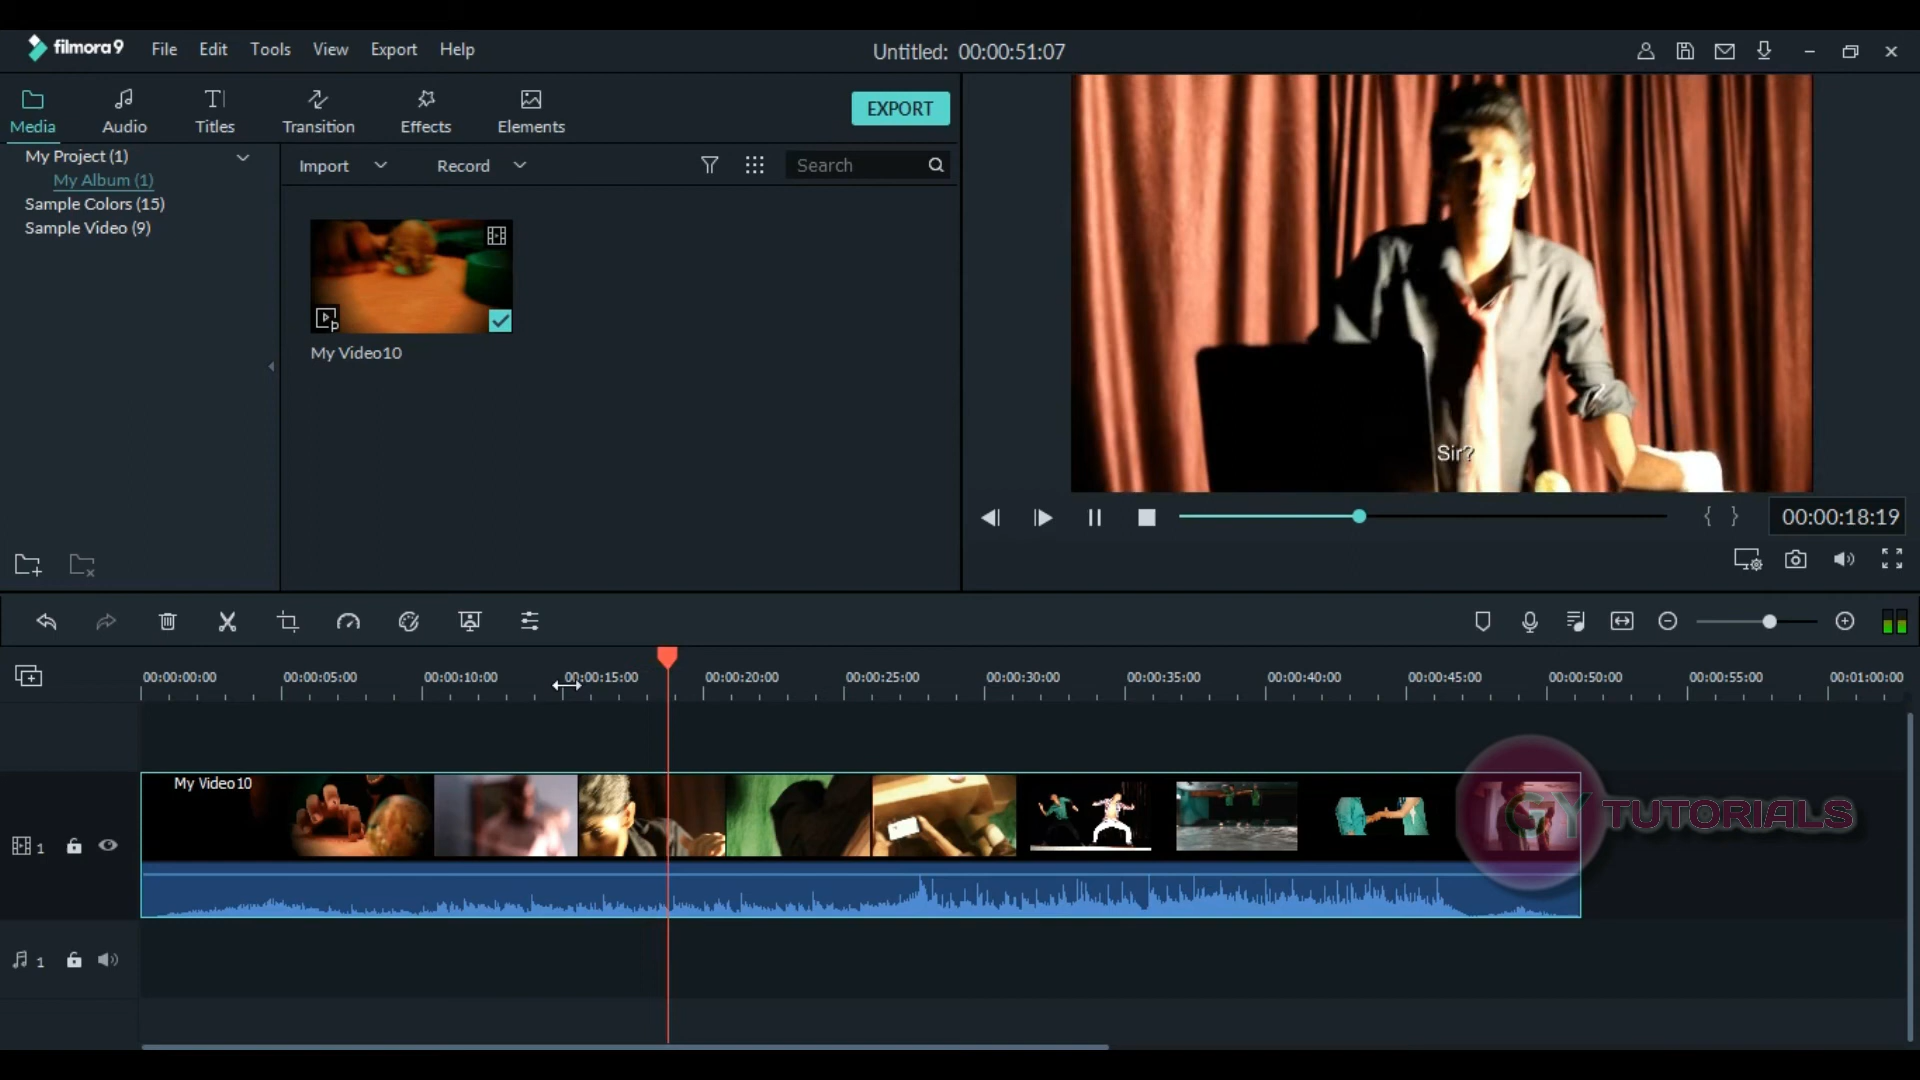 filmora9 File Edit Tools View Export Help Untitled: 00:00:51:07
Media Audio Titles Transition Effects Elements EXPORT
My Project (1)
My Album (1)
Sample Colors (15)
Sample Video (9)
Import Record Search
My Video10
Sir?
00:00:18:19
00:00:00:00 00:00:05:00 00:00:10:00 00:00:15:00 00:00:20:00 00:00:25:00 00:00:30:00 00:00:35:00 00:00:40:00 00:00:45:00 00:00:50:00 00:00:55:00 00:01:00:00
My Video10
1
GY TUTORIALS
1